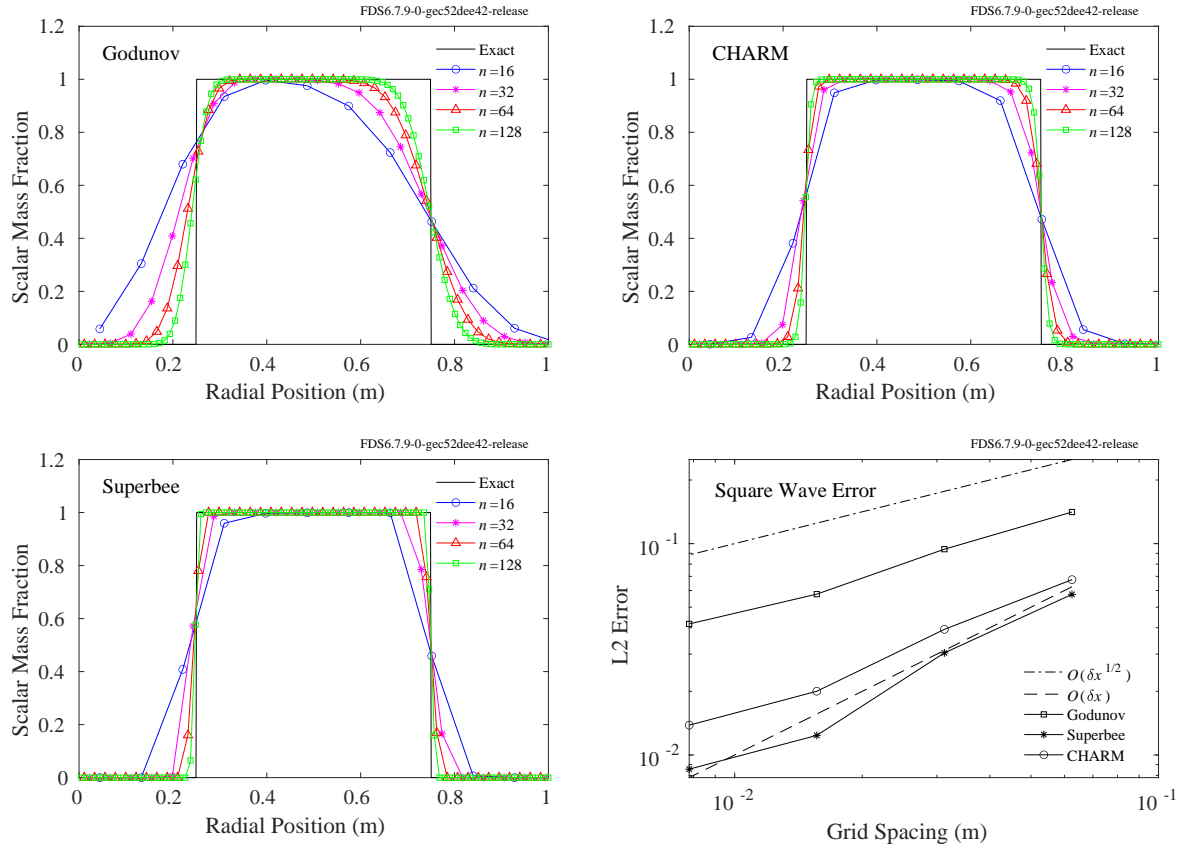 FDS6.7.9-0-gec52dee42-release
Godunov
Exact
n=16
n=32
n=64
n=128
Scalar Mass Fraction
1.2
1
0.8
0.6
0.4
0.2
0
0 0.2 0.4 0.6 0.8 1
Radial Position (m)
FDS6.7.9-0-gec52dee42-release
CHARM
Exact
n=16
n=32
n=64
n=128
Scalar Mass Fraction
1.2
1
0.8
0.6
0.4
0.2
0
0 0.2 0.4 0.6 0.8 1
Radial Position (m)
FDS6.7.9-0-gec52dee42-release
Superbee
Exact
n=16
n=32
n=64
n=128
Scalar Mass Fraction
1.2
1
0.8
0.6
0.4
0.2
0
0 0.2 0.4 0.6 0.8 1
Radial Position (m)
FDS6.7.9-0-gec52dee42-release
Square Wave Error
L2 Error
10⁻¹
10⁻²
O(δx¹ᐟ²)
O(δx)
Godunov
Superbee
CHARM
10⁻² 10⁻¹
Grid Spacing (m)